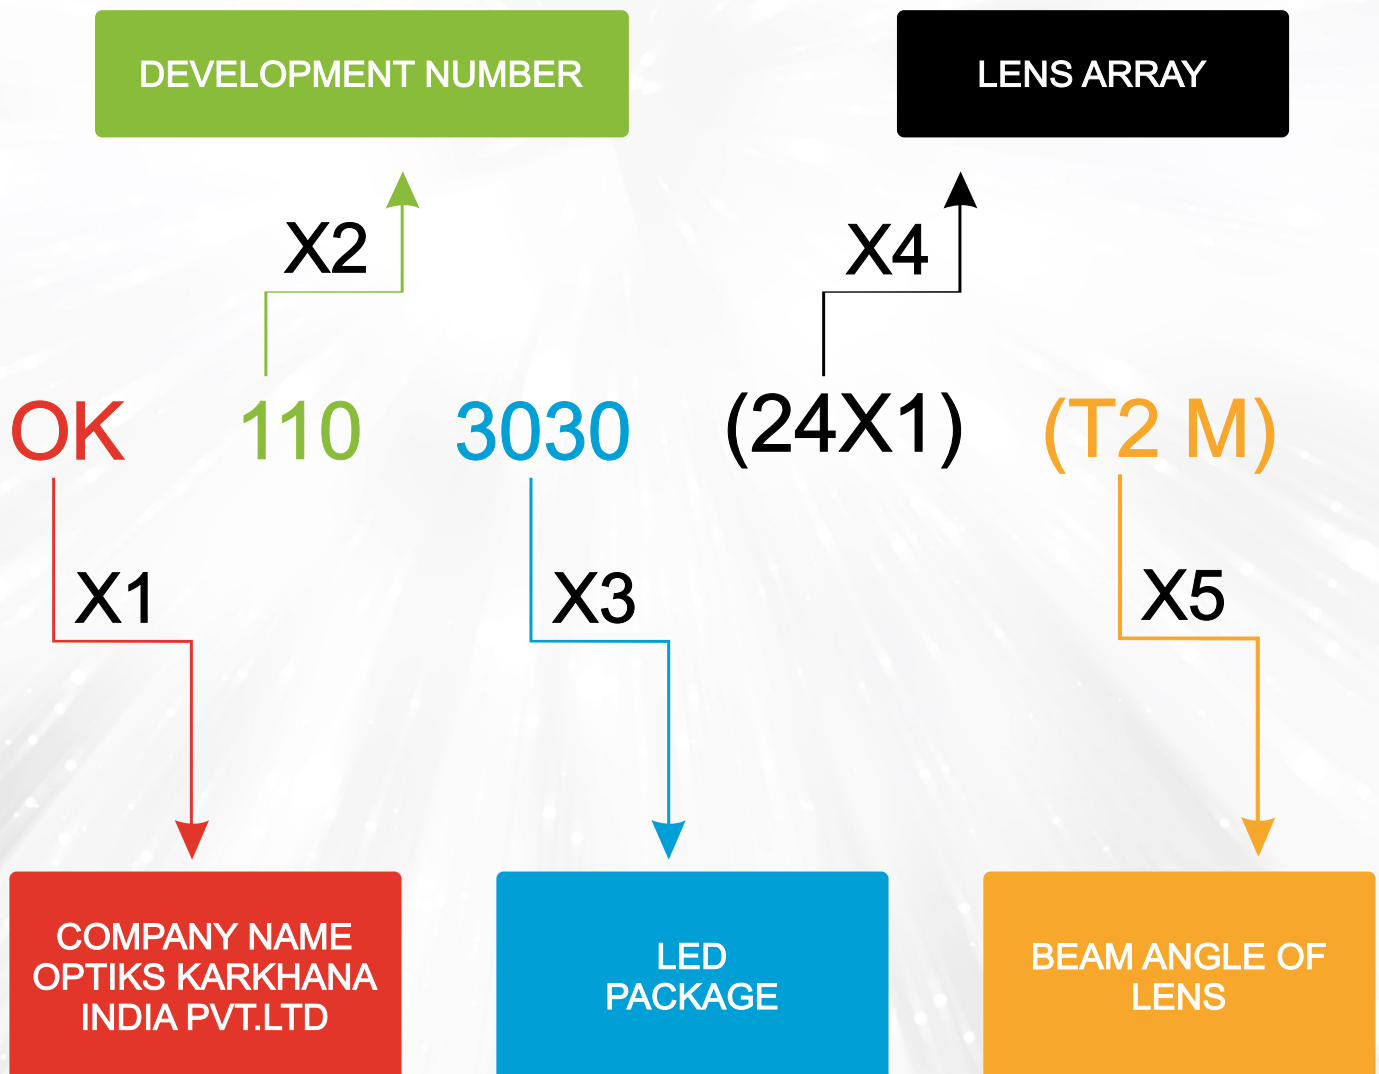 DEVELOPMENT NUMBER
LENS ARRAY
X2
X4
OK 110 3030 (24X1) (T2 M)
X1
X3
X5
COMPANY NAME
OPTIKS KARKHANA
INDIA PVT.LTD
LED
PACKAGE
BEAM ANGLE OF
LENS